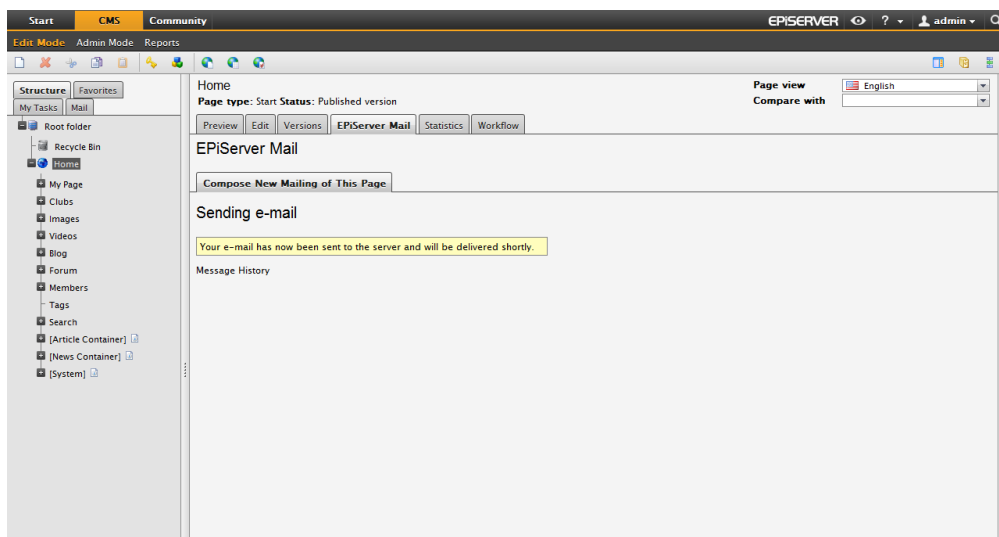 Start CMS Community EPiSERVER ? admin
Edit Mode Admin Mode Reports
Structure Favorites
My Tasks Mail
Root folder
Recycle Bin
Home
My Page
Clubs
Images
Videos
Blog
Forum
Members
Tags
Search
[Article Container]
[News Container]
[System]
Home
Page type: Start Status: Published version
Page view English
Compare with
Preview Edit Versions EPiServer Mail Statistics Workflow
EPiServer Mail
Compose New Mailing of This Page
Sending e-mail
Your e-mail has now been sent to the server and will be delivered shortly.
Message History